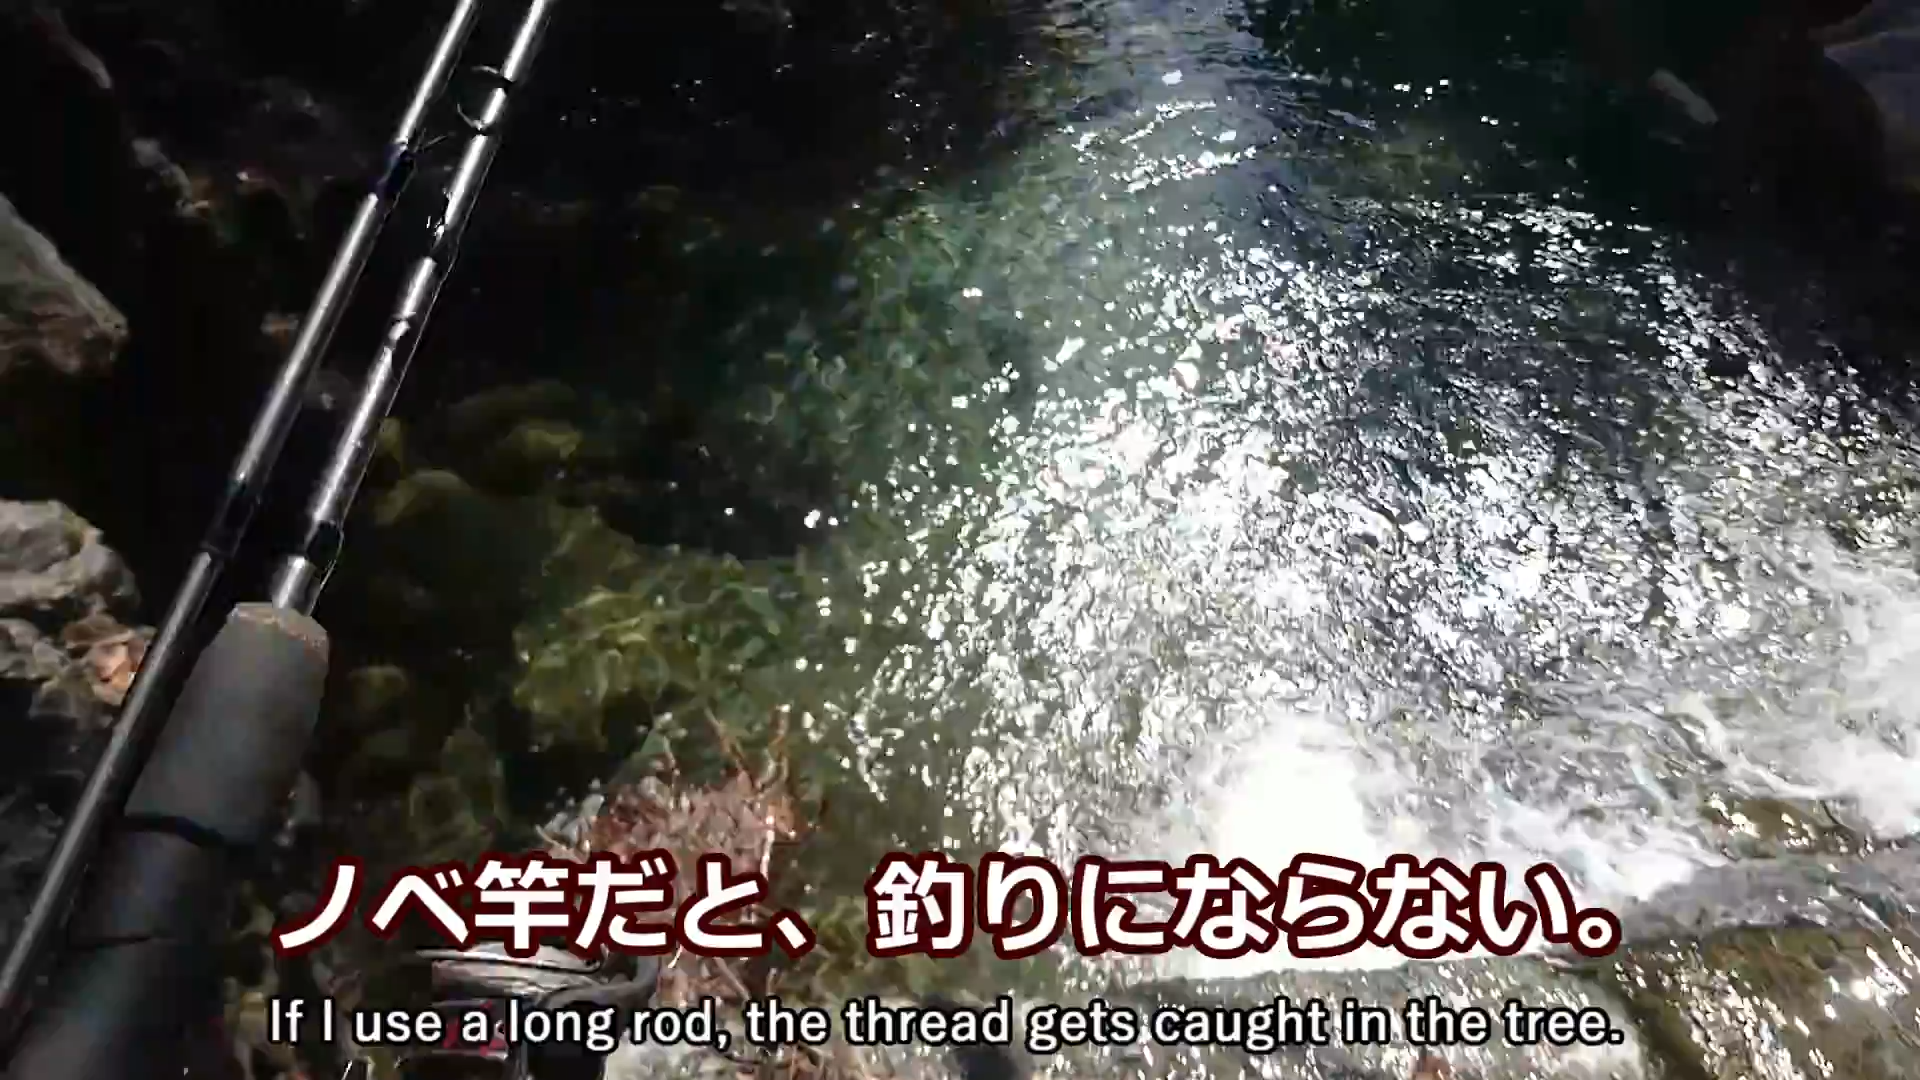 ノベ竿だと、釣りにならない。
If I use a long rod, the thread gets caught in the tree.